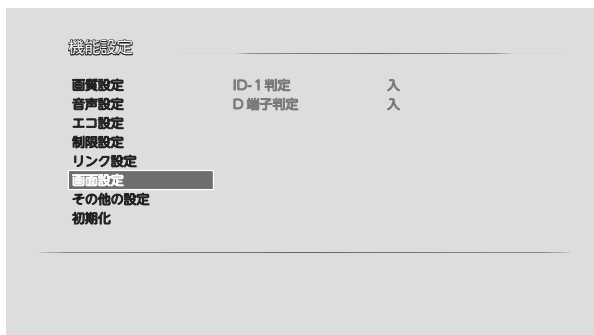 機能設定
画質設定 ID-1判定 入
音声設定 D端子判定 入
エコ設定
制限設定
リンク設定
画面設定
その他の設定
初期化